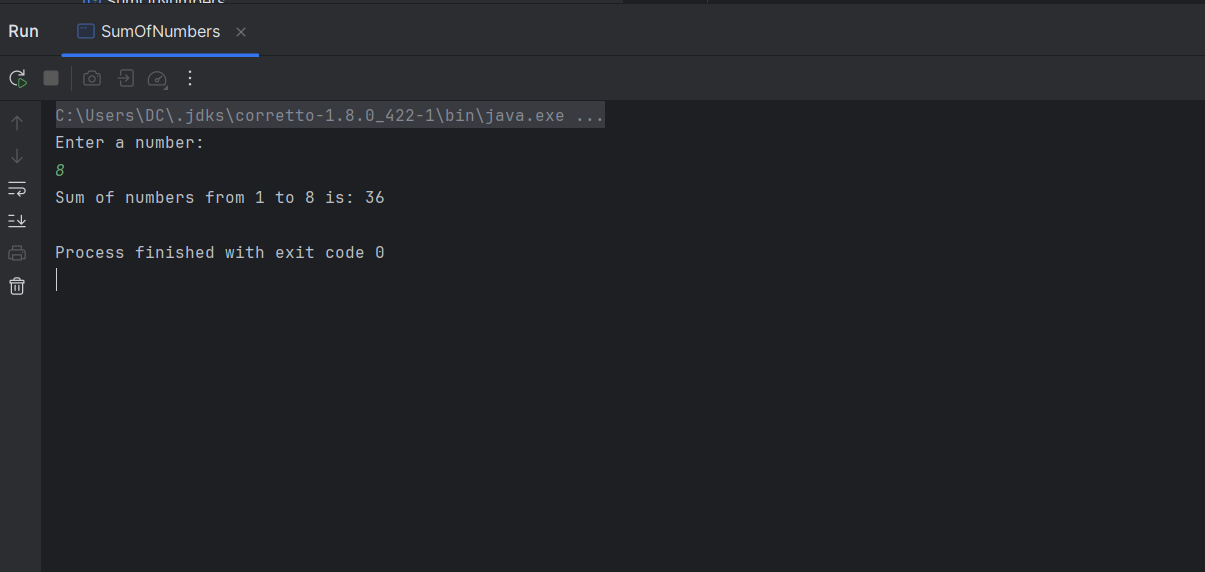 SumOfNumbers
Run
SumOfNumbers
C:\Users\DC\.jdks\corretto-1.8.0_422-1\bin\java.exe ...
Enter a number:
8
Sum of numbers from 1 to 8 is: 36
Process finished with exit code 0